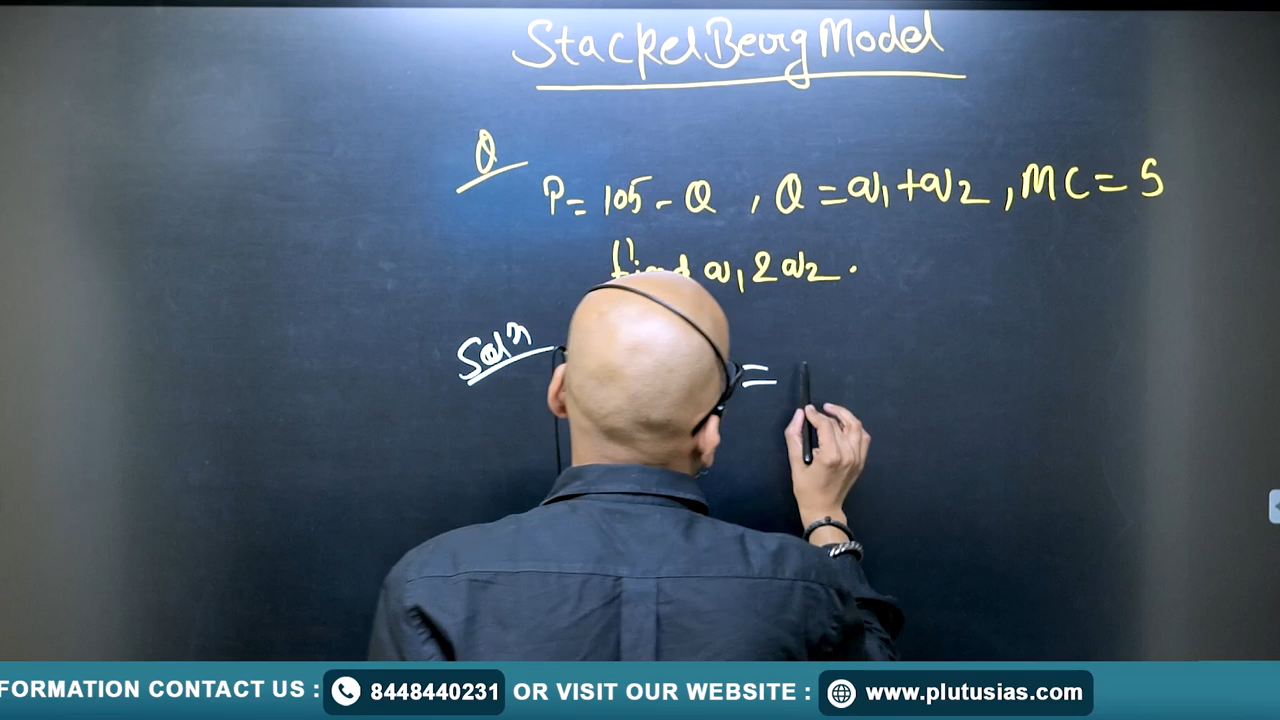 StackelBerg Model
Q
P = 105 - Q , Q = q1 + q2 , MC = 5
find q1 & q2.
Soln
=
FORMATION CONTACT US : 8448440231 OR VISIT OUR WEBSITE : www.plutusias.com